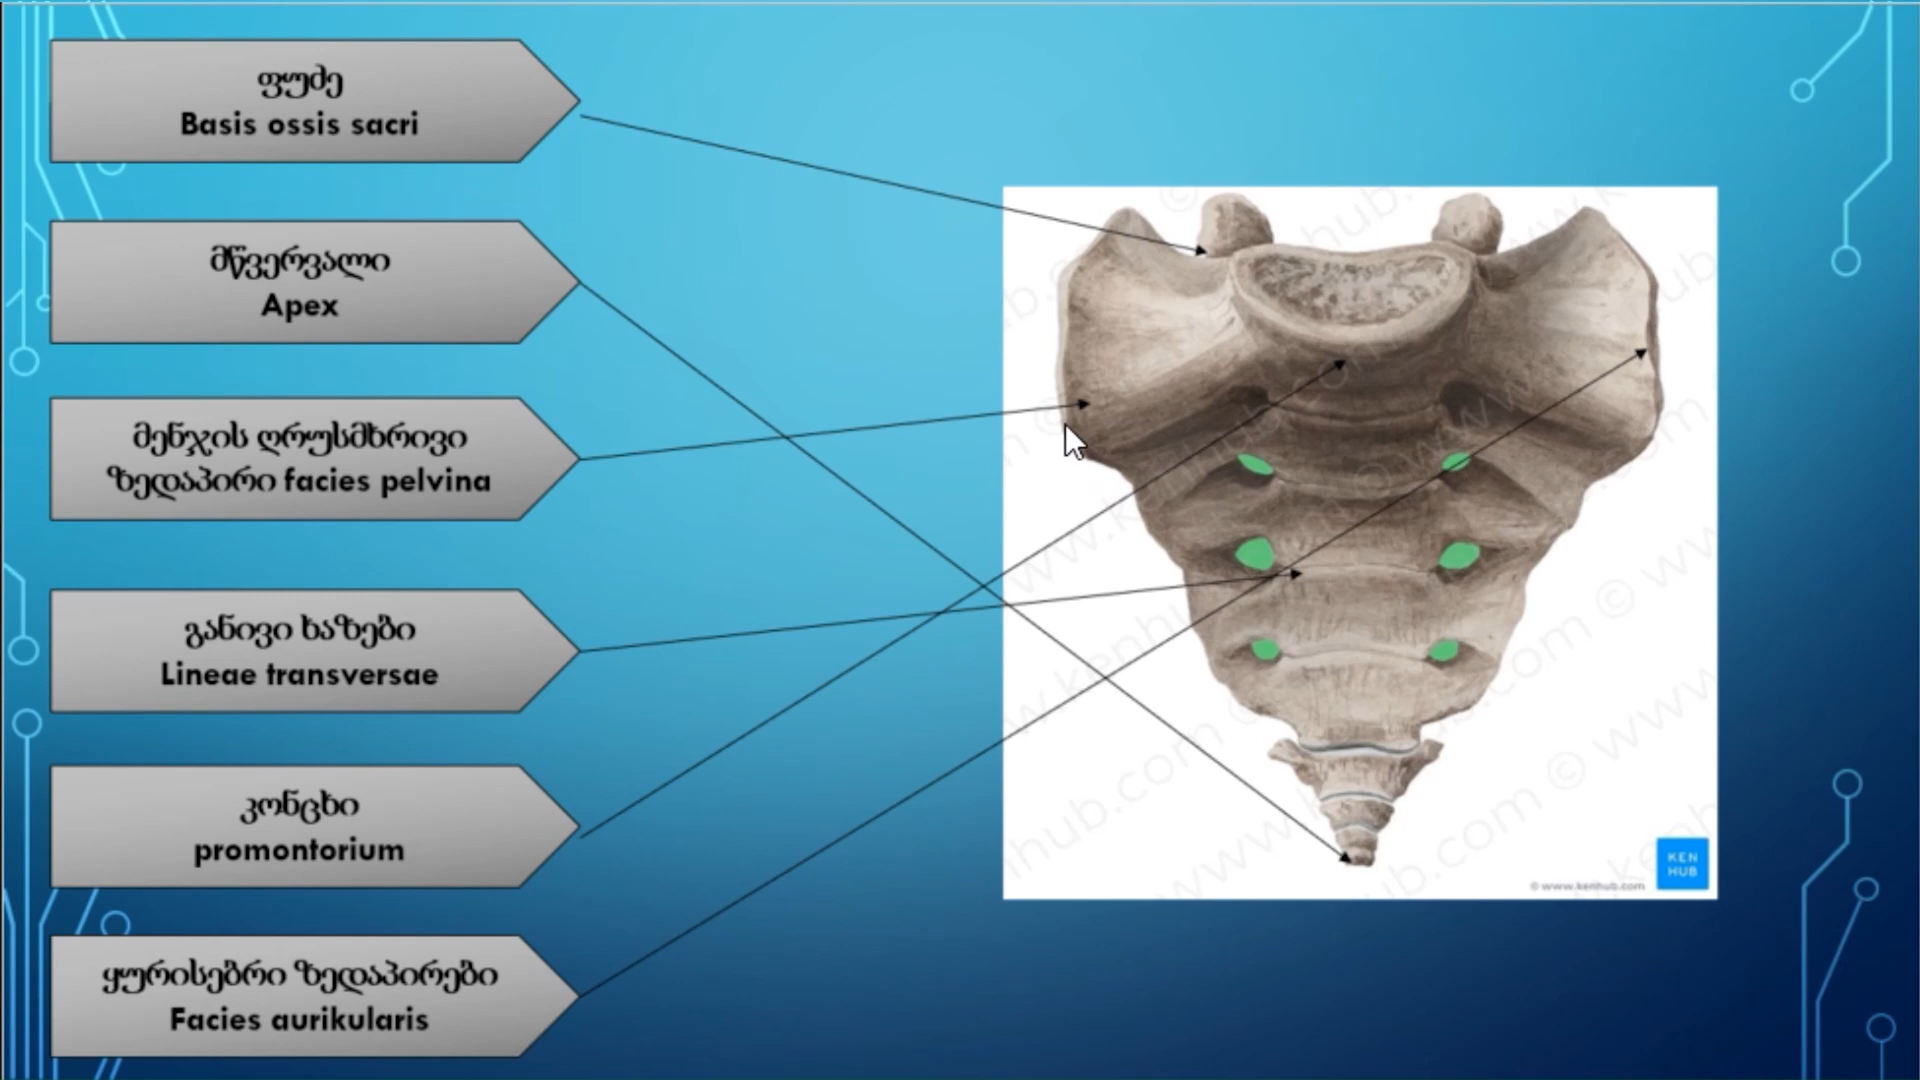 ფუძე
Basis ossis sacri
მწვერვალი
Apex
მენჯის ღრუსმხრივი
ზედაპირი facies pelvina
განივი ხაზები
Lineae transversae
კონცხი
promontorium
ყურისებრი ზედაპირები
Facies aurikularis
KEN
HUB
© www.kenhub.com